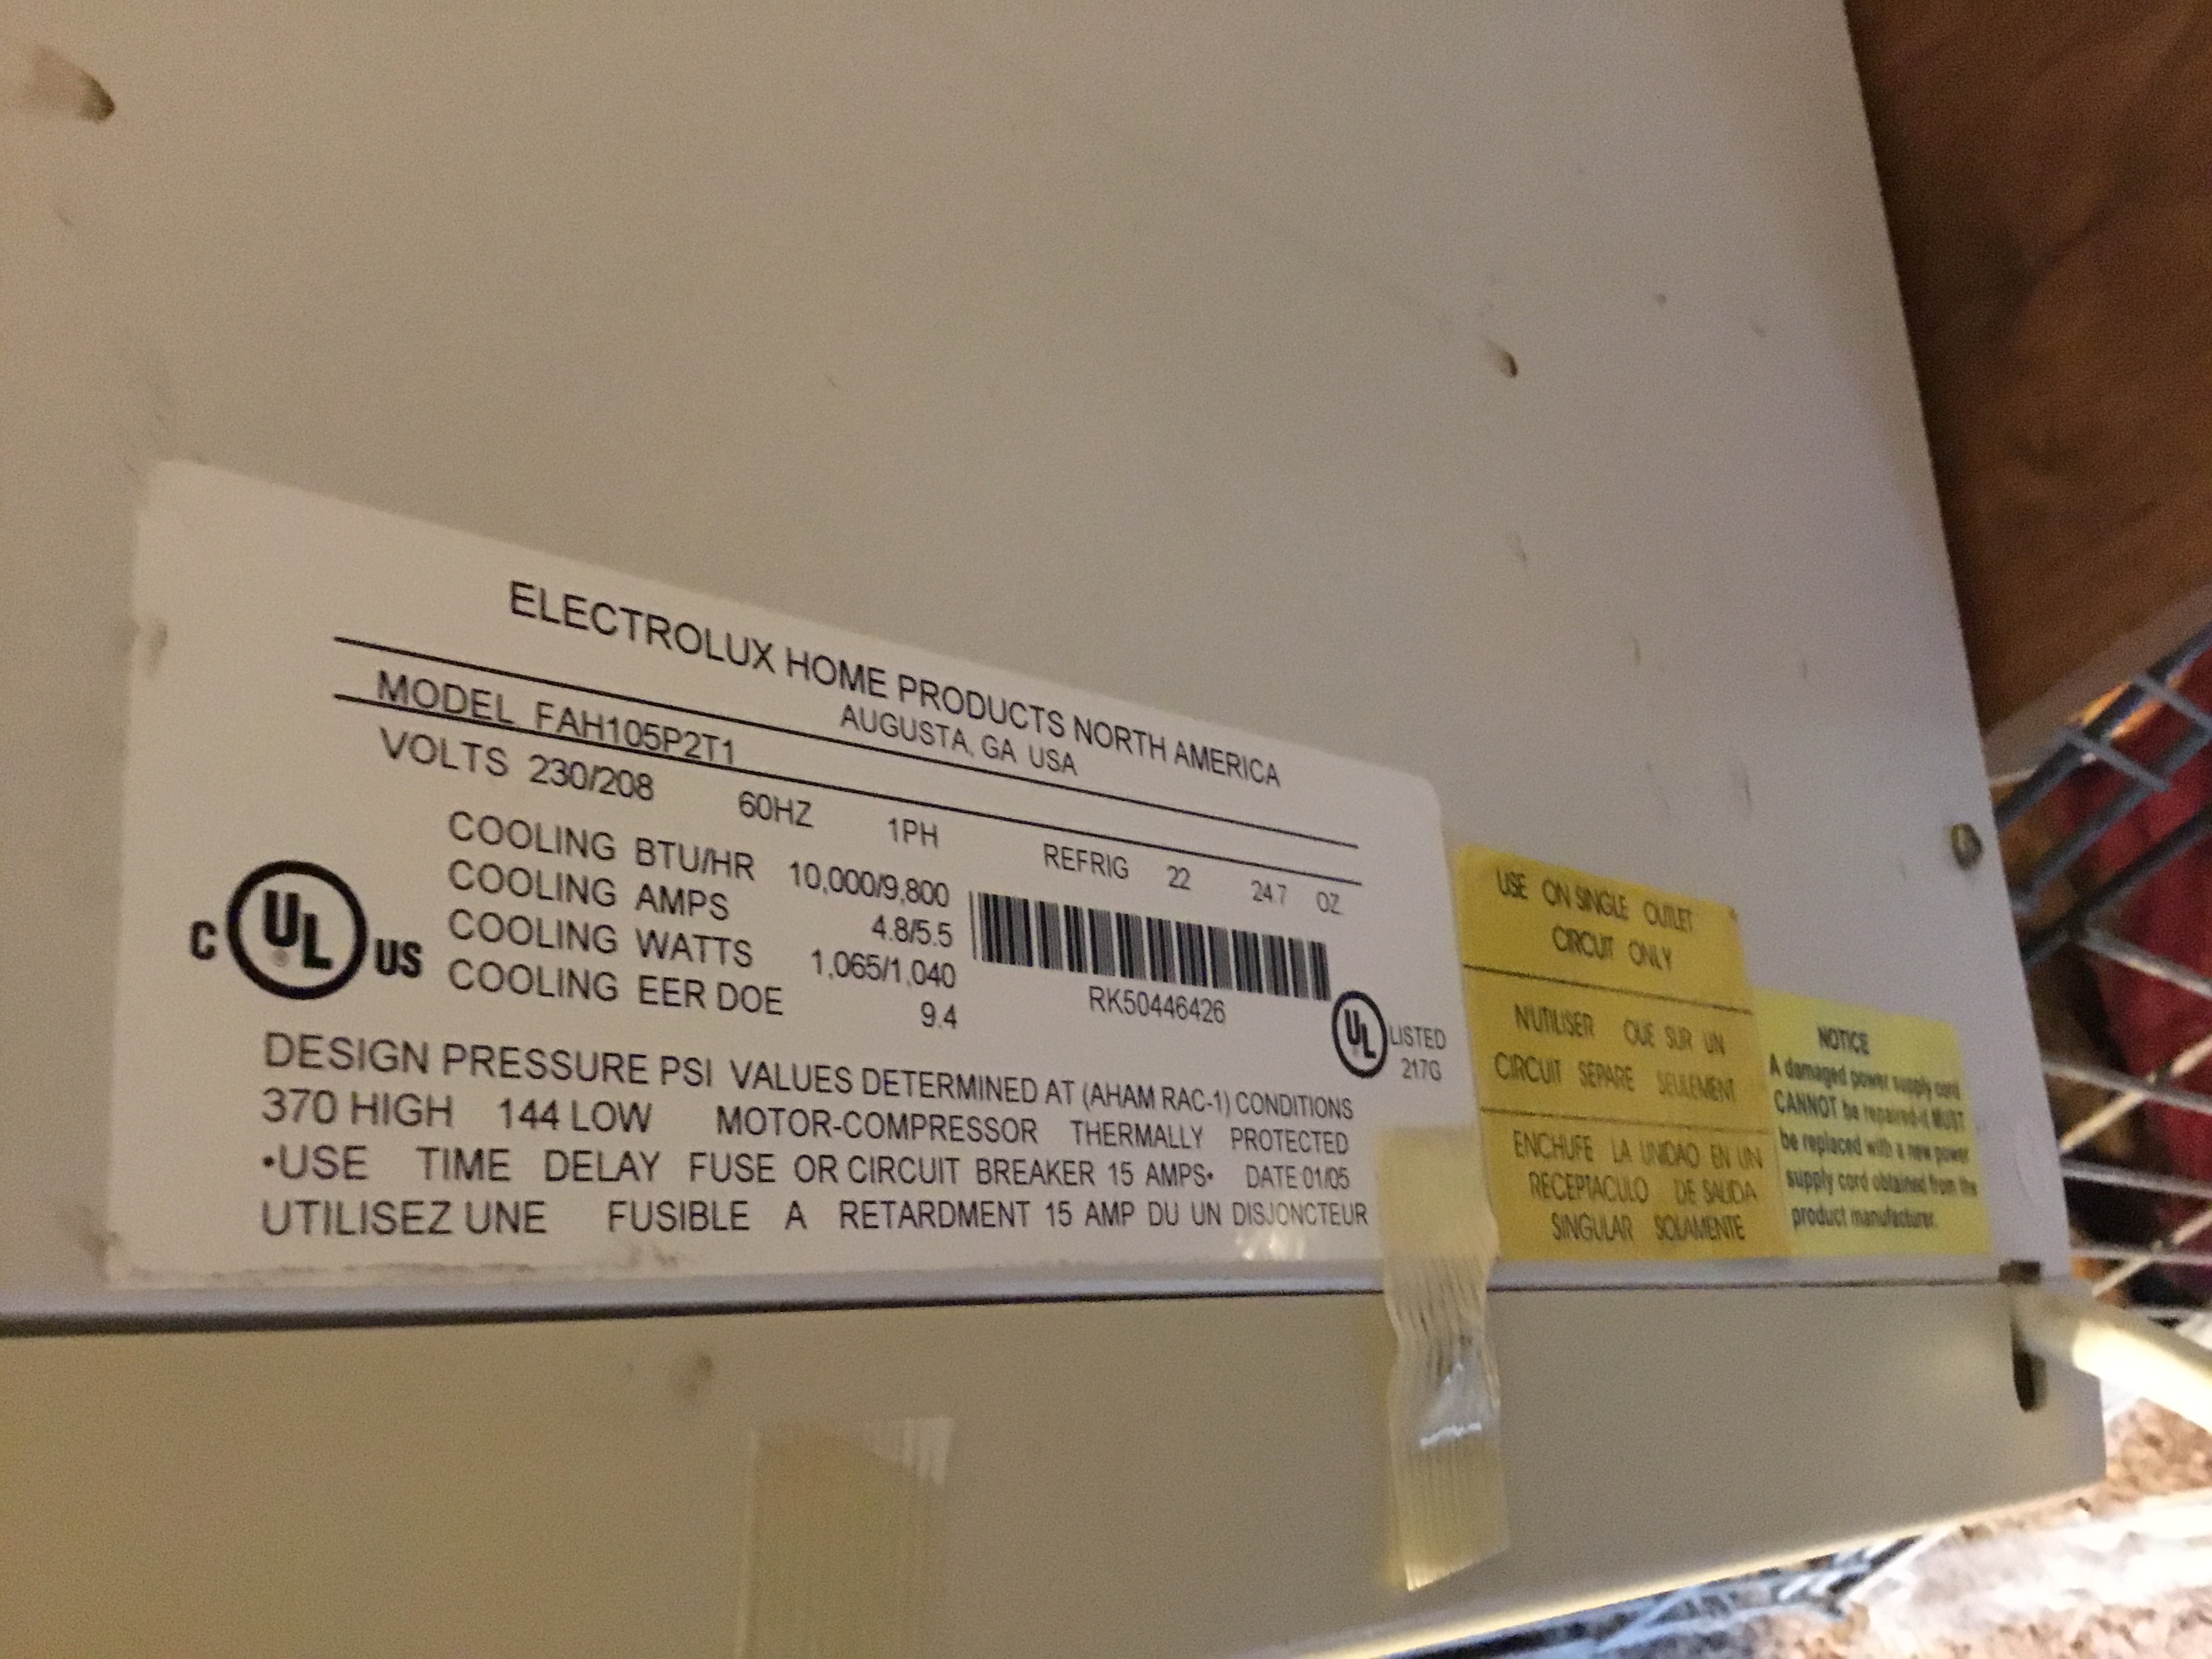 ELECTROLUX HOME PRODUCTS NORTH AMERICA
AUGUSTA, GA USA
MODEL FAH105P2T1
VOLTS 230/208 60HZ 1PH REFRIG 22 24.7 OZ
COOLING BTU/HR 10,000/9,800
COOLING AMPS 4.8/5.5
COOLING WATTS 1,065/1,040
COOLING EER DOE 9.4
RK50446426
C UL US
UL LISTED
217G
DESIGN PRESSURE PSI VALUES DETERMINED AT (AHAM RAC-1) CONDITIONS
370 HIGH 144 LOW MOTOR-COMPRESSOR THERMALLY PROTECTED
•USE TIME DELAY FUSE OR CIRCUIT BREAKER 15 AMPS• DATE:01/05
UTILISEZ UNE FUSIBLE A RETARDMENT 15 AMP DU UN DISJONCTEUR
USE ON SINGLE OUTLET
CIRCUIT ONLY
N'UTILISER QUE SUR UN
CIRCUIT SEPARE SEULEMENT
ENCHUFE LA UNIDAD EN UN
RECEPTACULO DE SALIDA
SINGULAR SOLAMENTE
NOTICE
A damaged power supply cord
CANNOT be repaired-it MUST
be replaced with a new power
supply cord obtained from the
product manufacturer.